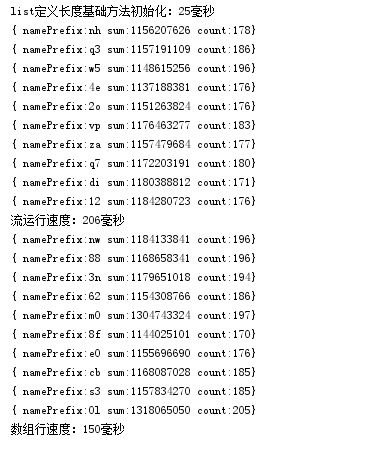 list定义长度基础方法初始化：25毫秒
{ namePrefix:nh sum:1156207626 count:178}
{ namePrefix:q3 sum:1157191109 count:186}
{ namePrefix:w5 sum:1148615256 count:196}
{ namePrefix:4e sum:1137188381 count:176}
{ namePrefix:2o sum:1151263824 count:176}
{ namePrefix:vp sum:1176463277 count:183}
{ namePrefix:za sum:1157479684 count:177}
{ namePrefix:q7 sum:1172203191 count:180}
{ namePrefix:di sum:1180388812 count:171}
{ namePrefix:12 sum:1184280723 count:176}
流运行速度：206毫秒
{ namePrefix:nw sum:1184133841 count:196}
{ namePrefix:88 sum:1168658341 count:196}
{ namePrefix:3n sum:1179651018 count:194}
{ namePrefix:62 sum:1154308766 count:186}
{ namePrefix:m0 sum:1304743324 count:197}
{ namePrefix:8f sum:1144025101 count:170}
{ namePrefix:e0 sum:1155696690 count:176}
{ namePrefix:cb sum:1168087028 count:185}
{ namePrefix:s3 sum:1157834270 count:185}
{ namePrefix:0l sum:1318065050 count:205}
数组行速度：150毫秒